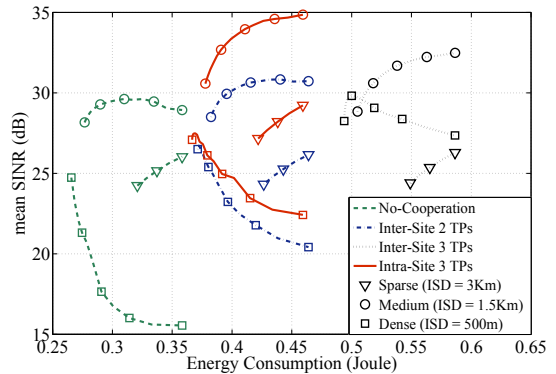 35
30
25
20
15
mean SINR (dB)
0.25 0.3 0.35 0.4 0.45 0.5 0.55 0.6 0.65
Energy Consumption (Joule)
No-Cooperation
Inter-Site 2 TPs
Inter-Site 3 TPs
Intra-Site 3 TPs
Sparse (ISD = 3Km)
Medium (ISD = 1.5Km)
Dense (ISD = 500m)